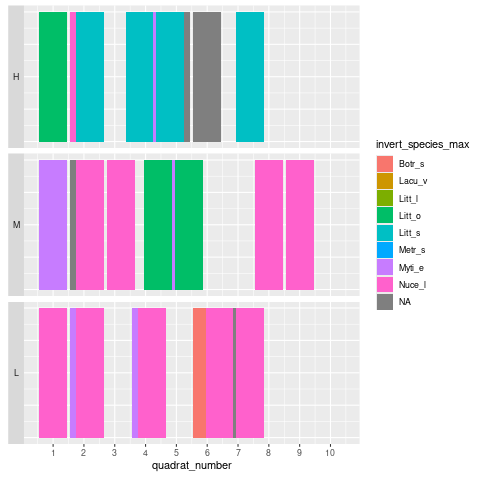 H
M
L
1 2 3 4 5 6 7 8 9 10
quadrat_number
invert_species_max
Botr_s
Lacu_v
Litt_l
Litt_o
Litt_s
Metr_s
Myti_e
Nuce_l
NA